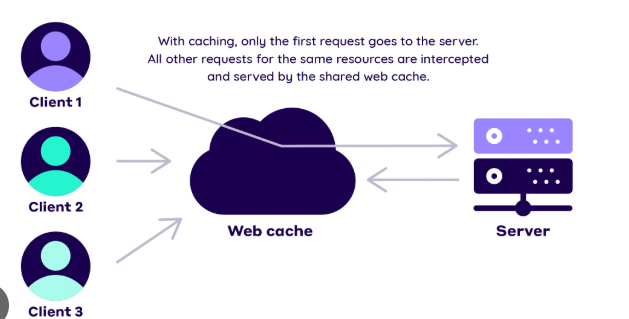 With caching, only the first request goes to the server.
All other requests for the same resources are intercepted
and served by the shared web cache.
Client 1
Client 2
Client 3
Web cache
Server